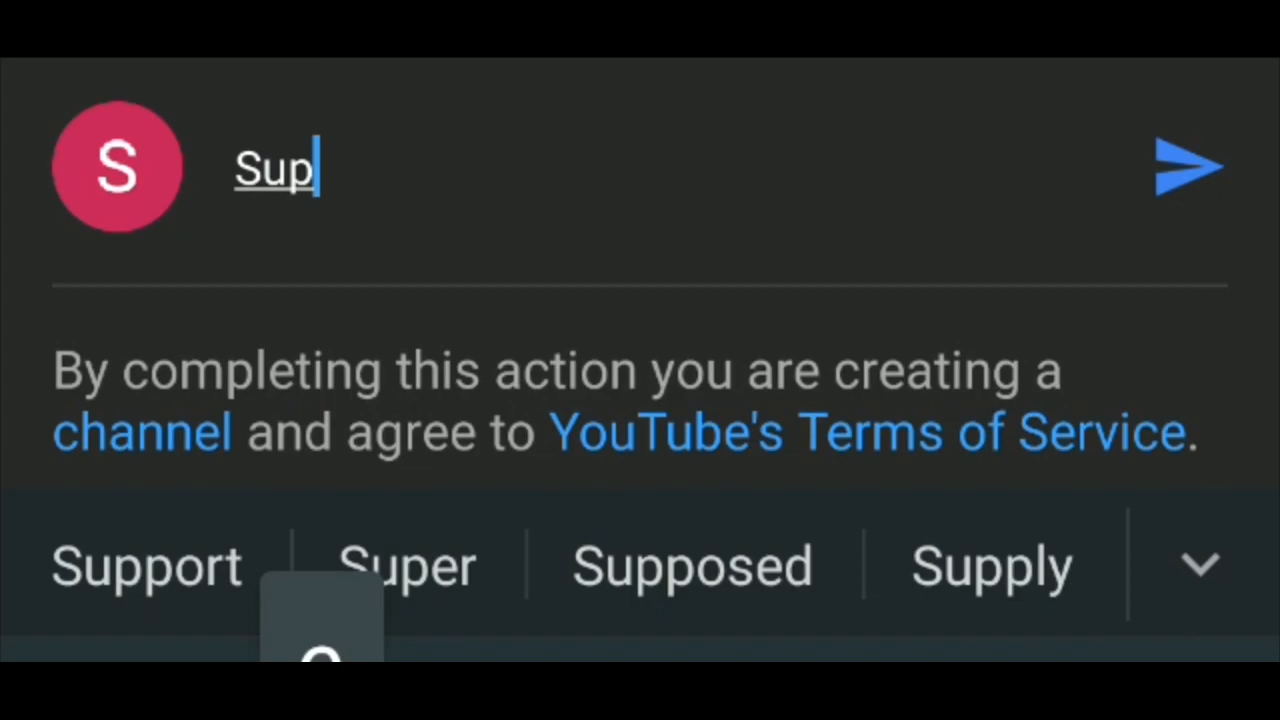 S
Sup
By completing this action you are creating a
channel and agree to YouTube's Terms of Service.
Support Super Supposed Supply